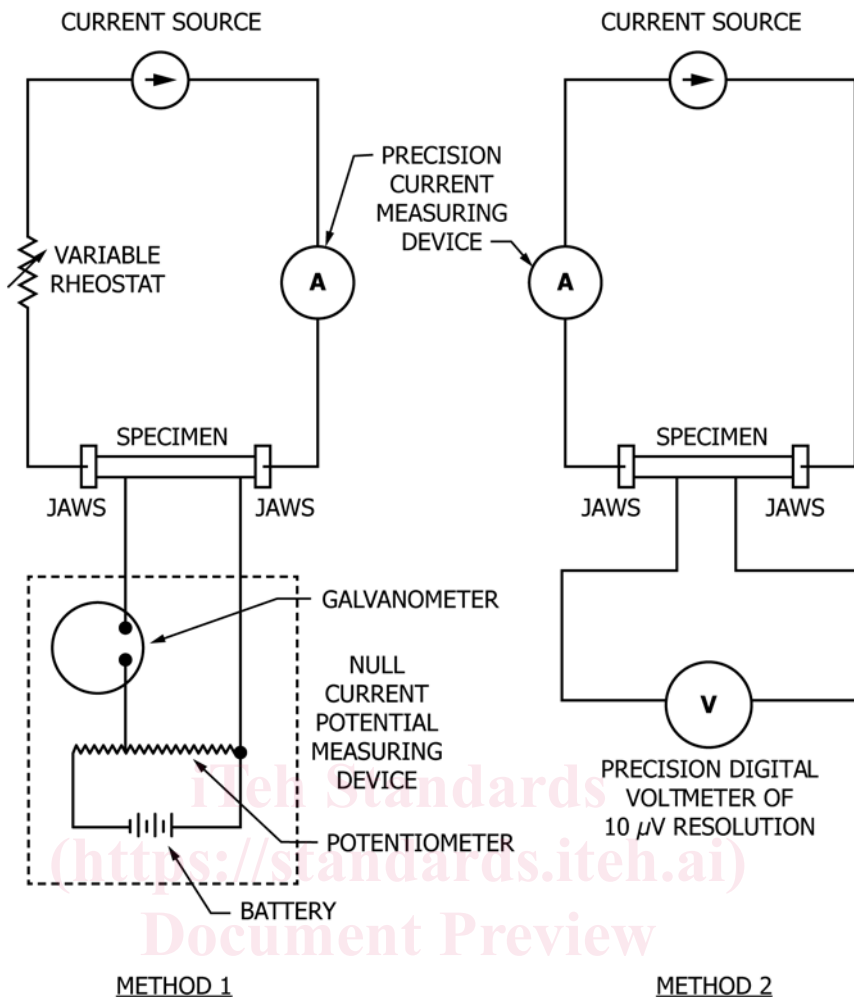 CURRENT SOURCE
VARIABLE
RHEOSTAT
A
PRECISION
CURRENT
MEASURING
DEVICE
SPECIMEN
JAWS
JAWS
GALVANOMETER
NULL
CURRENT
POTENTIAL
MEASURING
DEVICE
POTENTIOMETER
BATTERY
METHOD 1
CURRENT SOURCE
A
SPECIMEN
JAWS
JAWS
V
PRECISION DIGITAL
VOLTMETER OF
10 µV RESOLUTION
METHOD 2
iTeh Standards
(https://standards.iteh.ai)
Document Preview